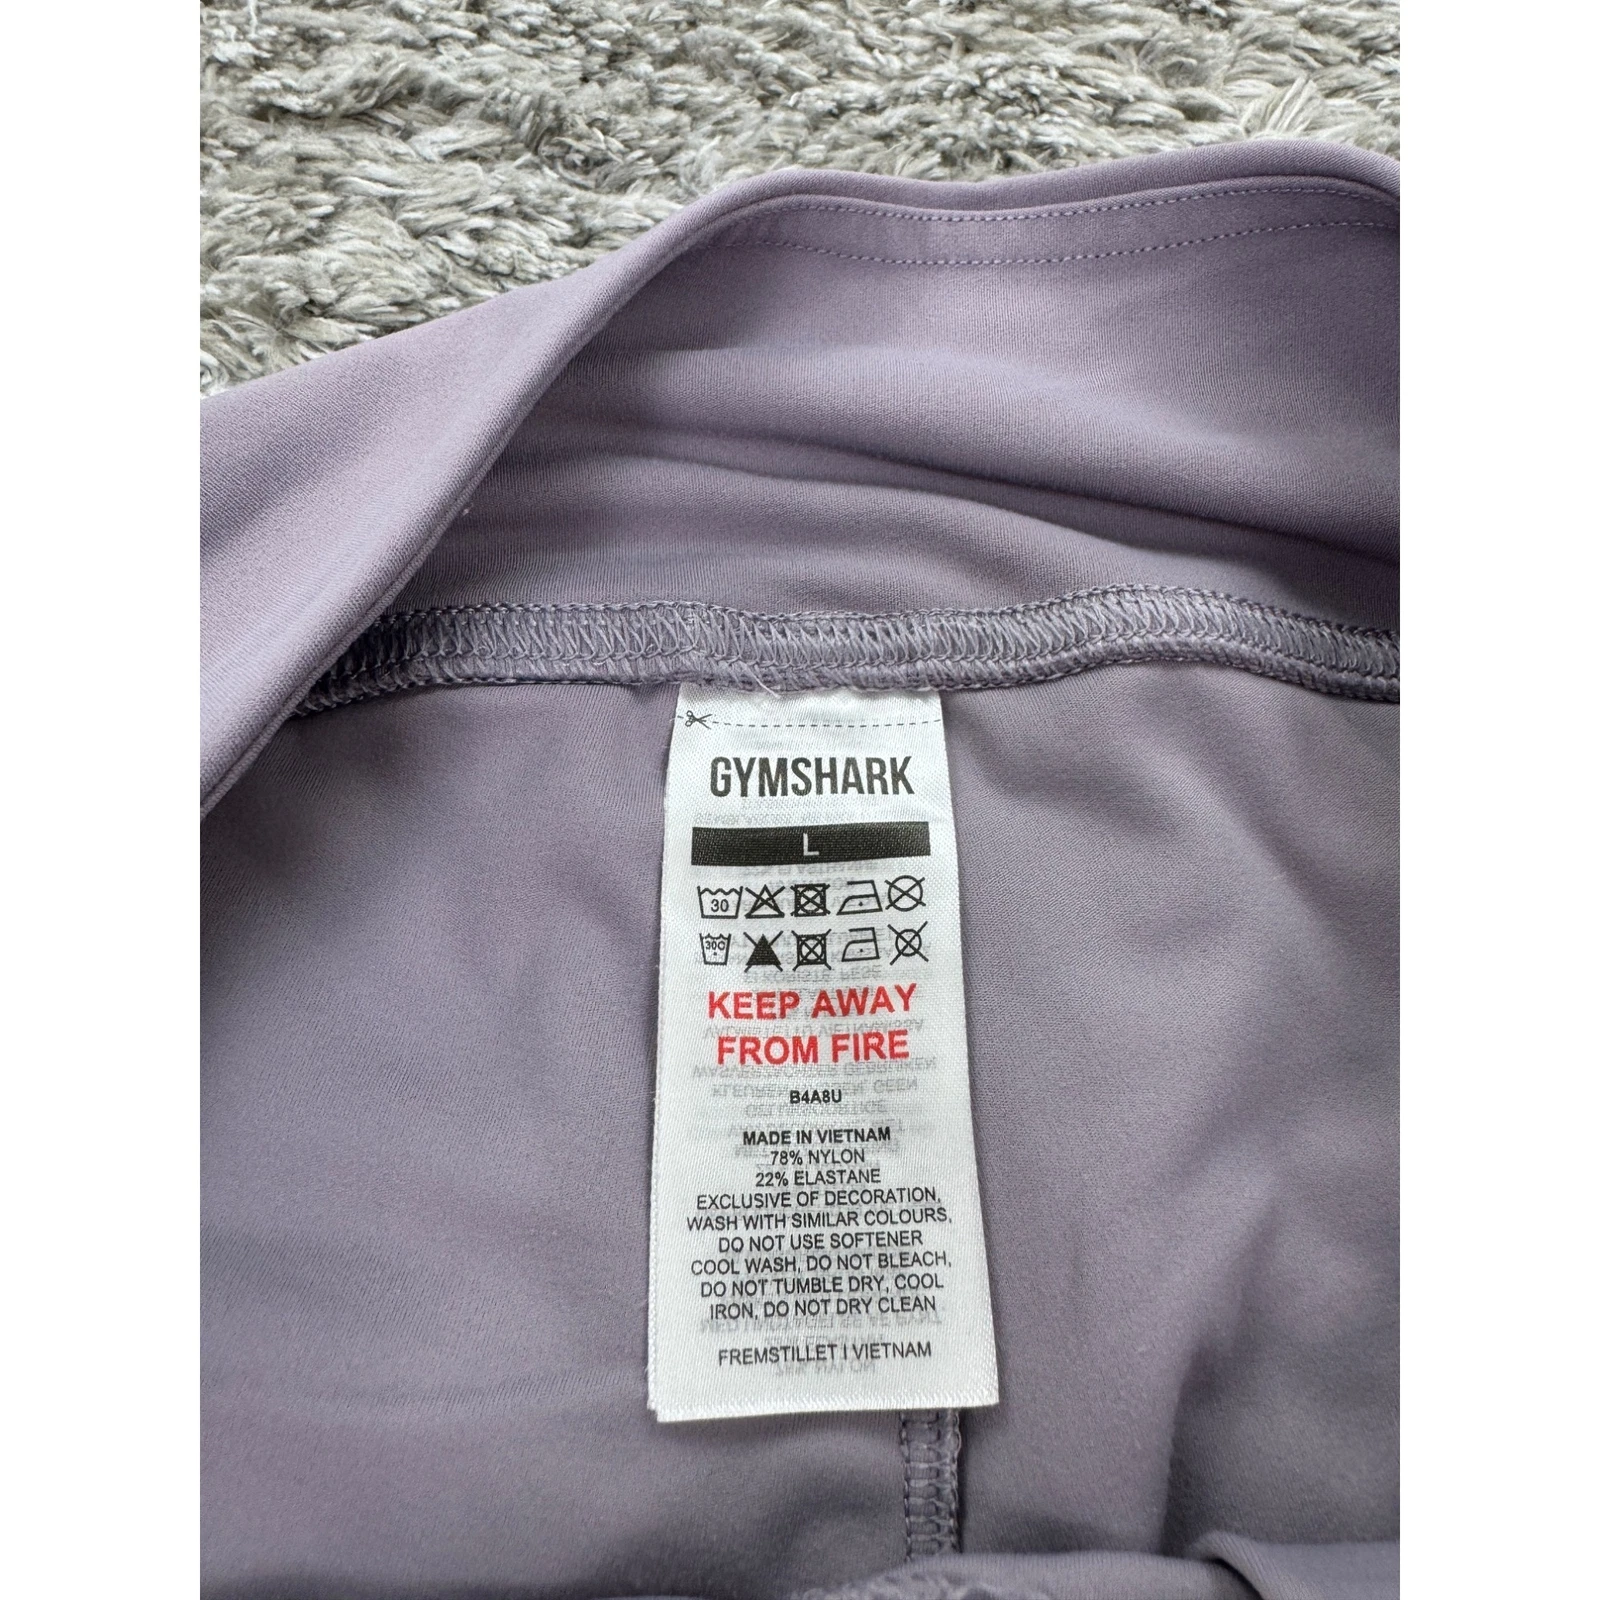 GYMSHARK
L
30
30C
KEEP AWAY
FROM FIRE
B4A8U
MADE IN VIETNAM
78% NYLON
22% ELASTANE
EXCLUSIVE OF DECORATION,
WASH WITH SIMILAR COLOURS,
DO NOT USE SOFTENER
COOL WASH, DO NOT BLEACH,
DO NOT TUMBLE DRY, COOL
IRON, DO NOT DRY CLEAN
FREMSTILLET I VIETNAM